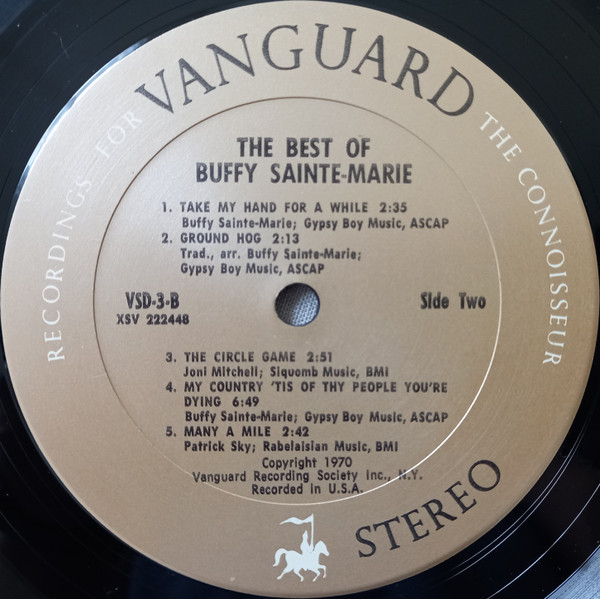 RECORDINGS FOR VANGUARD THE CONNOISSEUR
THE BEST OF
BUFFY SAINTE-MARIE
1. TAKE MY HAND FOR A WHILE 2:35
Buffy Sainte-Marie; Gypsy Boy Music, ASCAP
2. GROUND HOG 2:13
Trad., arr. Buffy Sainte-Marie;
Gypsy Boy Music, ASCAP
VSD-3-B
XSV 222448
Side Two
3. THE CIRCLE GAME 2:51
Joni Mitchell; Siquomb Music, BMI
4. MY COUNTRY 'TIS OF THY PEOPLE YOU'RE
DYING 6:49
Buffy Sainte-Marie; Gypsy Boy Music, ASCAP
5. MANY A MILE 2:42
Patrick Sky; Rabelaisian Music, BMI
Copyright 1970
Vanguard Recording Society Inc., N.Y.
Recorded in U.S.A.
STEREO